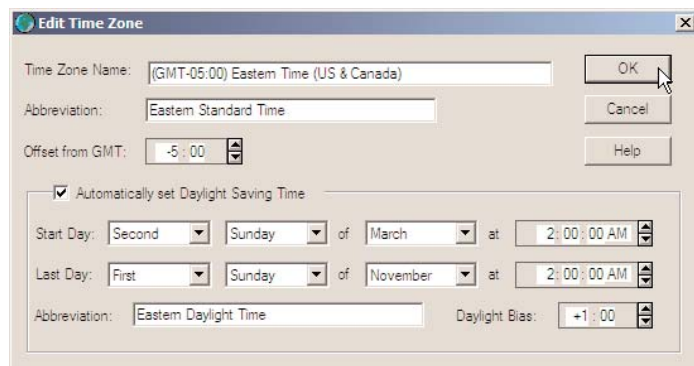 Edit Time Zone
Time Zone Name: (GMT-05:00) Eastern Time (US & Canada) OK
Abbreviation: Eastern Standard Time Cancel
Offset from GMT: -5 : 00 Help
Automatically set Daylight Saving Time
Start Day: Second Sunday of March at 2: 00: 00 AM
Last Day: First Sunday of November at 2: 00: 00 AM
Abbreviation: Eastern Daylight Time Daylight Bias: +1 : 00